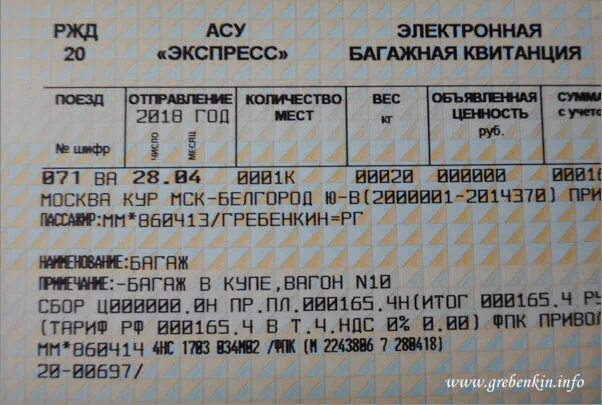 РЖД АСУ ЭЛЕКТРОННАЯ
20 «ЭКСПРЕСС» БАГАЖНАЯ КВИТАНЦИЯ
ПОЕЗД ОТПРАВЛЕНИЕ КОЛИЧЕСТВО ВЕС ОБЪЯВЛЕННАЯ СУММА
2018 ГОД МЕСТ кг ЦЕННОСТЬ с учето
№ шифр ЧИСЛО МЕСЯЦ руб.
071 ВА 28.04 0001К 00020 000000 00016
МОСКВА КУР МСК-БЕЛГОРОД Ю-В(2000001-2014370) ПРИ
ПАССАЖИР:ММ*860413/ГРЕБЕНКИН=РГ
НАИМЕНОВАНИЕ:БАГАЖ
ПРИМЕЧАНИЕ:-БАГАЖ В КУПЕ,ВАГОН N10
СБОР Ц000000.0Н ПР.ПЛ.000165.4Н(ИТОГ 000165.4 РУ
(ТАРИФ РФ 000165.4 В Т.Ч.НДС 0% 0.00) ФПК ПРИВОЛ
ММ*860414 4НС 1703 034М02 /ФПК (М 2243806 7 280418)
20-00697/
www.grebenkin.info